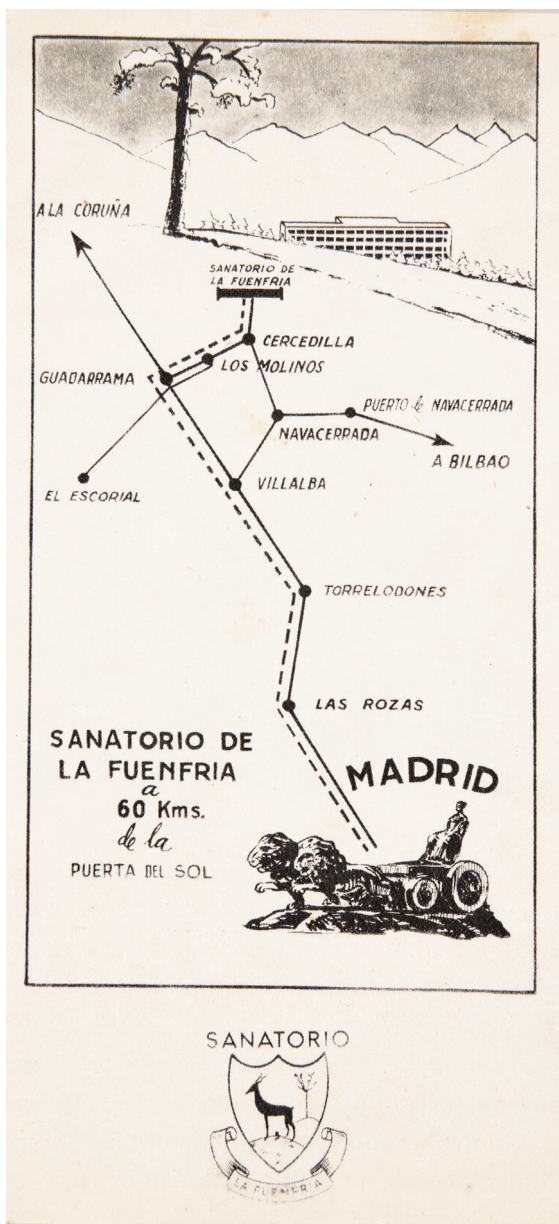 A LA CORUÑA
SANATORIO DE
LA FUENFRIA
CERCEDILLA
LOS MOLINOS
GUADARRAMA
PUERTO de NAVACERRADA
NAVACERRADA
A BILBAO
EL ESCORIAL
VILLALBA
TORRELODONES
LAS ROZAS
SANATORIO DE
LA FUENFRIA
a
60 Kms.
de la
PUERTA DEL SOL
MADRID
SANATORIO
LA FUENFRIA